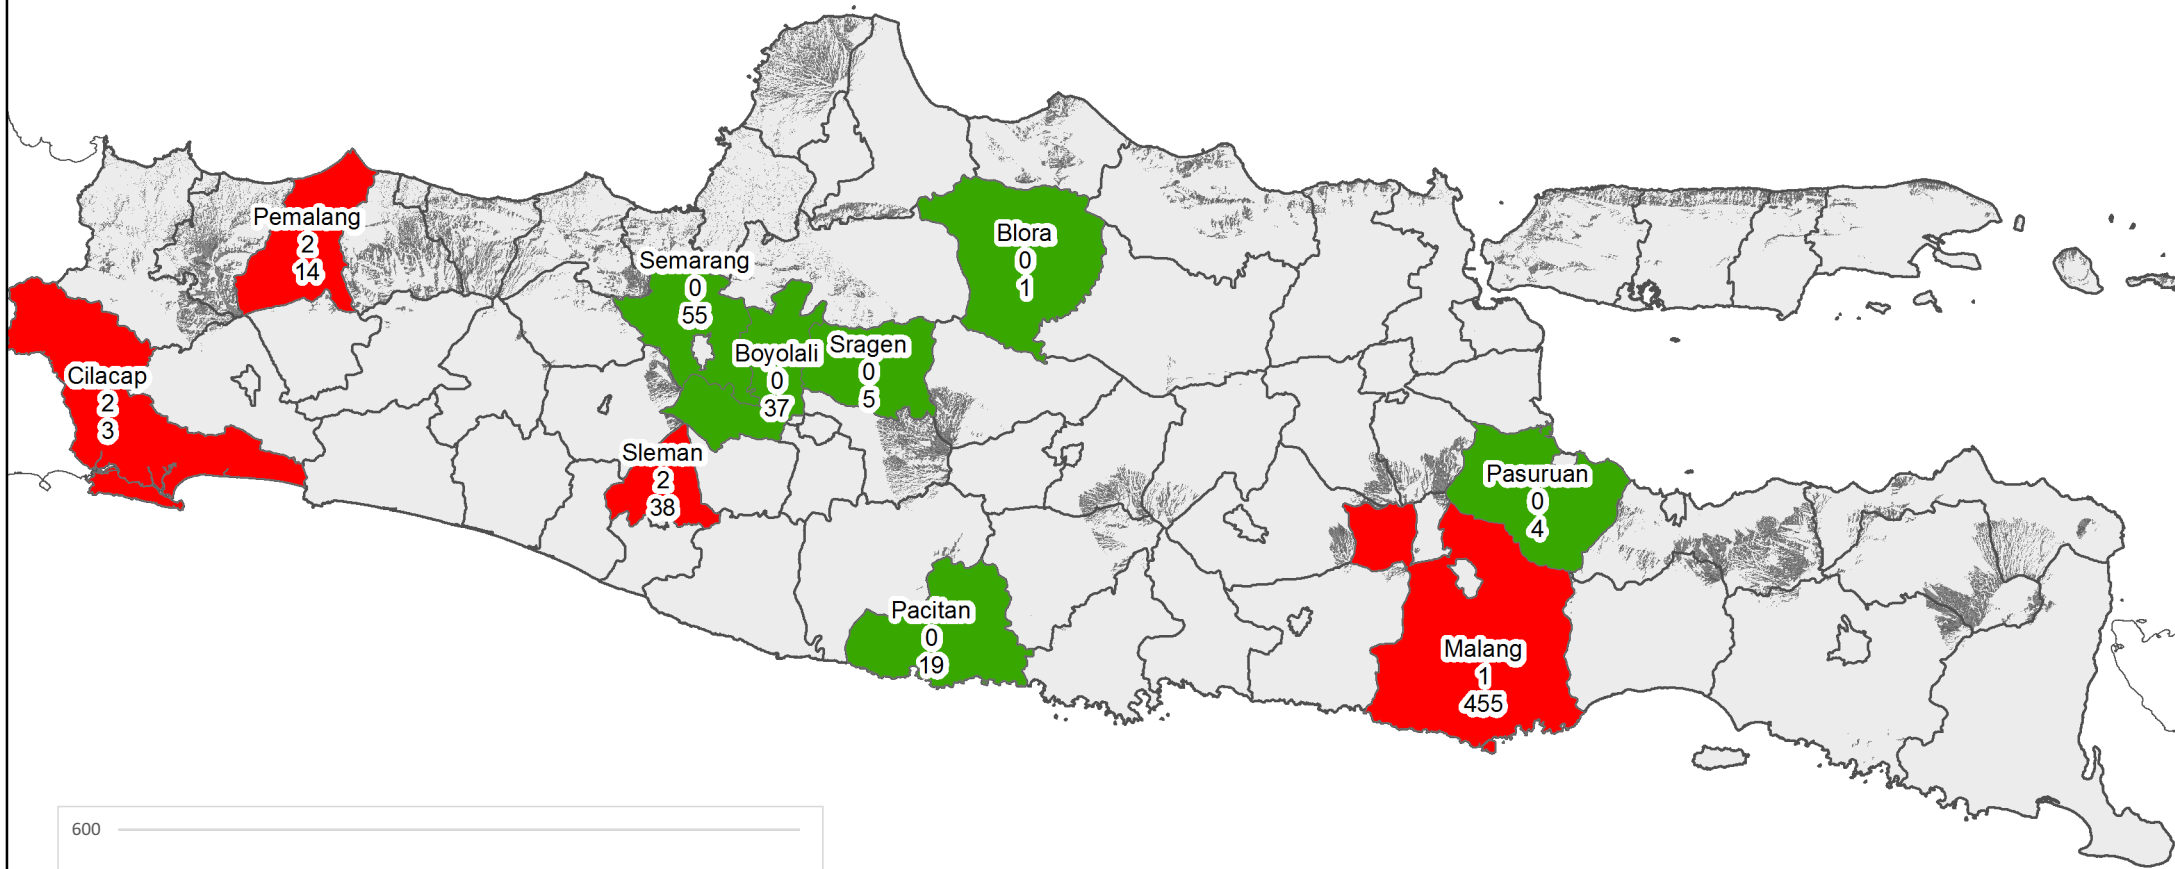 Pemalang
2
14
Semarang
0
55
Blora
0
1
Boyolali
0
37
Sragen
0
5
Cilacap
2
3
Sleman
2
38
Pasuruan
0
4
Pacitan
0
19
Malang
1
455
600